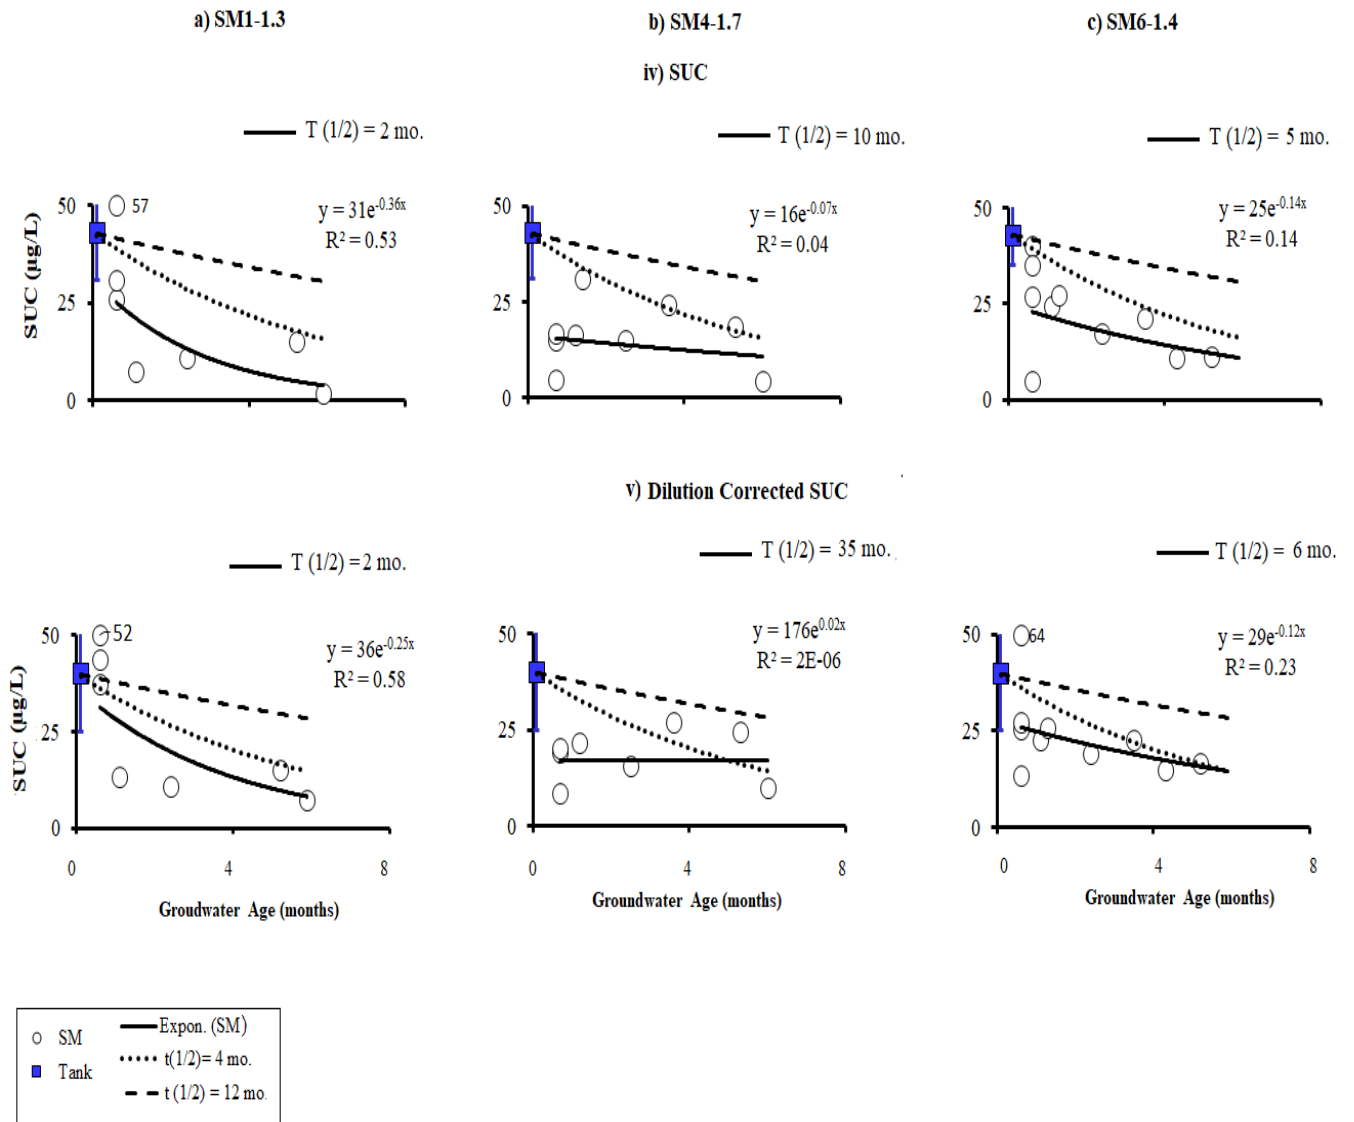 a) SM1-1.3
b) SM4-1.7
c) SM6-1.4
iv) SUC
T (1/2) = 2 mo.
T (1/2) = 10 mo.
T (1/2) = 5 mo.
SUC (µg/L)
50
25
0
57
y = 31e^-0.36x
R² = 0.53
50
25
0
y = 16e^-0.07x
R² = 0.04
50
25
0
y = 25e^-0.14x
R² = 0.14
v) Dilution Corrected SUC
T (1/2) = 2 mo.
T (1/2) = 35 mo.
T (1/2) = 6 mo.
SUC (µg/L)
50
25
0
52
y = 36e^-0.25x
R² = 0.58
0 4 8
Groudwater Age (months)
50
25
0
y = 176e^0.02x
R² = 2E-06
0 4 8
Groundwater Age (months)
50
25
0
64
y = 29e^-0.12x
R² = 0.23
0 4 8
Groundwater Age (months)
SM
Tank
Expon. (SM)
t(1/2)= 4 mo.
t (1/2) = 12 mo.